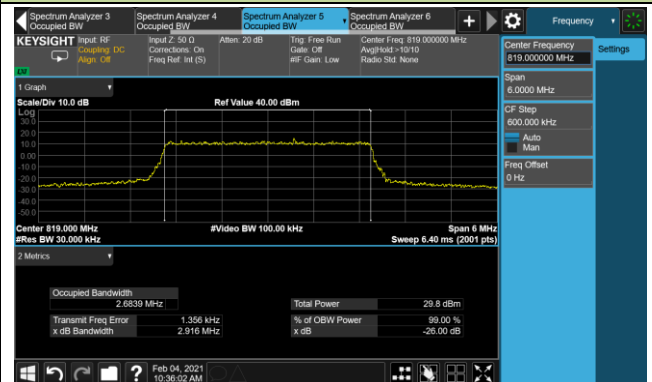 Spectrum Analyzer 3
Occupied BW
Spectrum Analyzer 4
Occupied BW
Spectrum Analyzer 5
Occupied BW
Spectrum Analyzer 6
Occupied BW
+
Frequency
KEYSIGHT
Input: RF
Coupling: DC
Align: Off
Input Z: 50 Ω
Corrections: On
Freq Ref: Int (S)
Atten: 20 dB
Trig: Free Run
Gate: Off
#IF Gain: Low
Center Freq: 819.000000 MHz
Avg|Hold:>10/10
Radio Std: None
Center Frequency
819.000000 MHz
Settings
Span
6.0000 MHz
CF Step
600.000 kHz
Auto
Man
Freq Offset
0 Hz
1 Graph
Scale/Div 10.0 dB
Ref Value 40.00 dBm
Log
30.0
20.0
10.0
0.00
-10.0
-20.0
-30.0
-40.0
-50.0
Center 819.000 MHz
#Video BW 100.00 kHz
Span 6 MHz
#Res BW 30.000 kHz
Sweep 6.40 ms (2001 pts)
2 Metrics
Occupied Bandwidth
2.6839 MHz
Total Power
29.8 dBm
Transmit Freq Error
1.356 kHz
% of OBW Power
99.00 %
x dB Bandwidth
2.916 MHz
x dB
-26.00 dB
?
Feb 04, 2021
10:36:02 AM